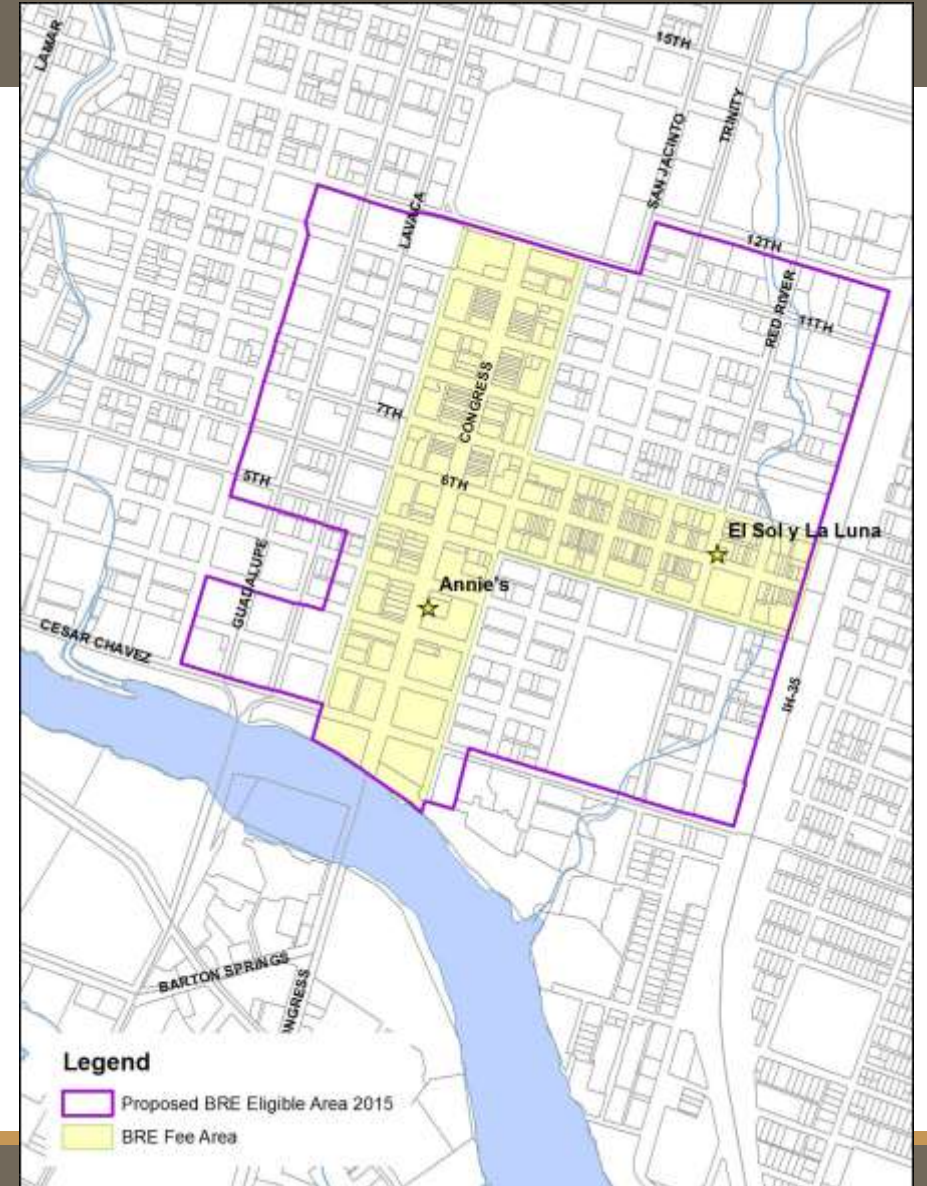 LAMAR
15TH
SAN JACINTO
TRINITY
LAVACA
12TH
RED RIVER
11TH
CONGRESS
7TH
5TH
6TH
El Sol y La Luna
GUADALUPE
Annie's
CESAR CHAVEZ
IH-35
BARTON SPRINGS
ONGRESS
Legend
Proposed BRE Eligible Area 2015
BRE Fee Area